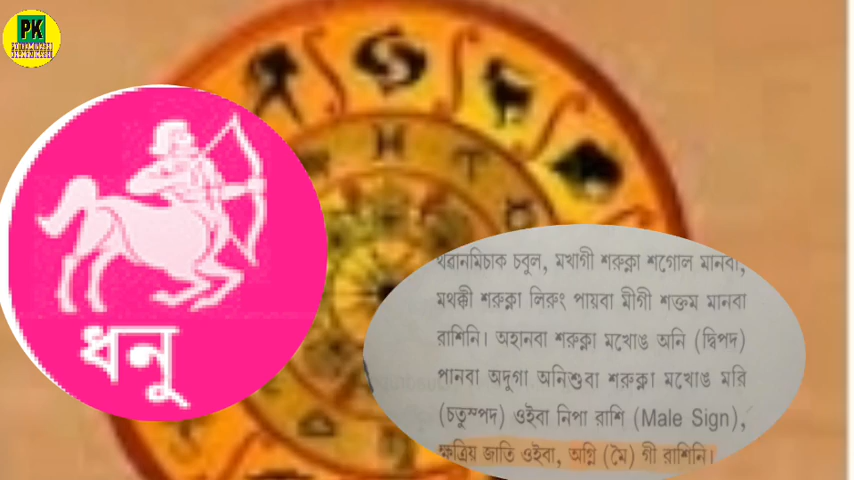 PK
ধনু
থৱানমিচাক চবুল, মখাগী শরুক্না শগোল মানবা,
মথক্কী শরুক্না লিরুং পায়বা মীগী শক্তম মানবা
রাশিনি। অহানবা শরুক্না মখোঙ অনি (দ্বিপদ)
পানবা অদুগা অনিশুবা শরুক্না মখোঙ মরি
(চতুস্পদ) ওইবা নিপা রাশি (Male Sign),
ক্ষত্রিয় জাতি ওইবা, অগ্নি (মৈ) গী রাশিনি।